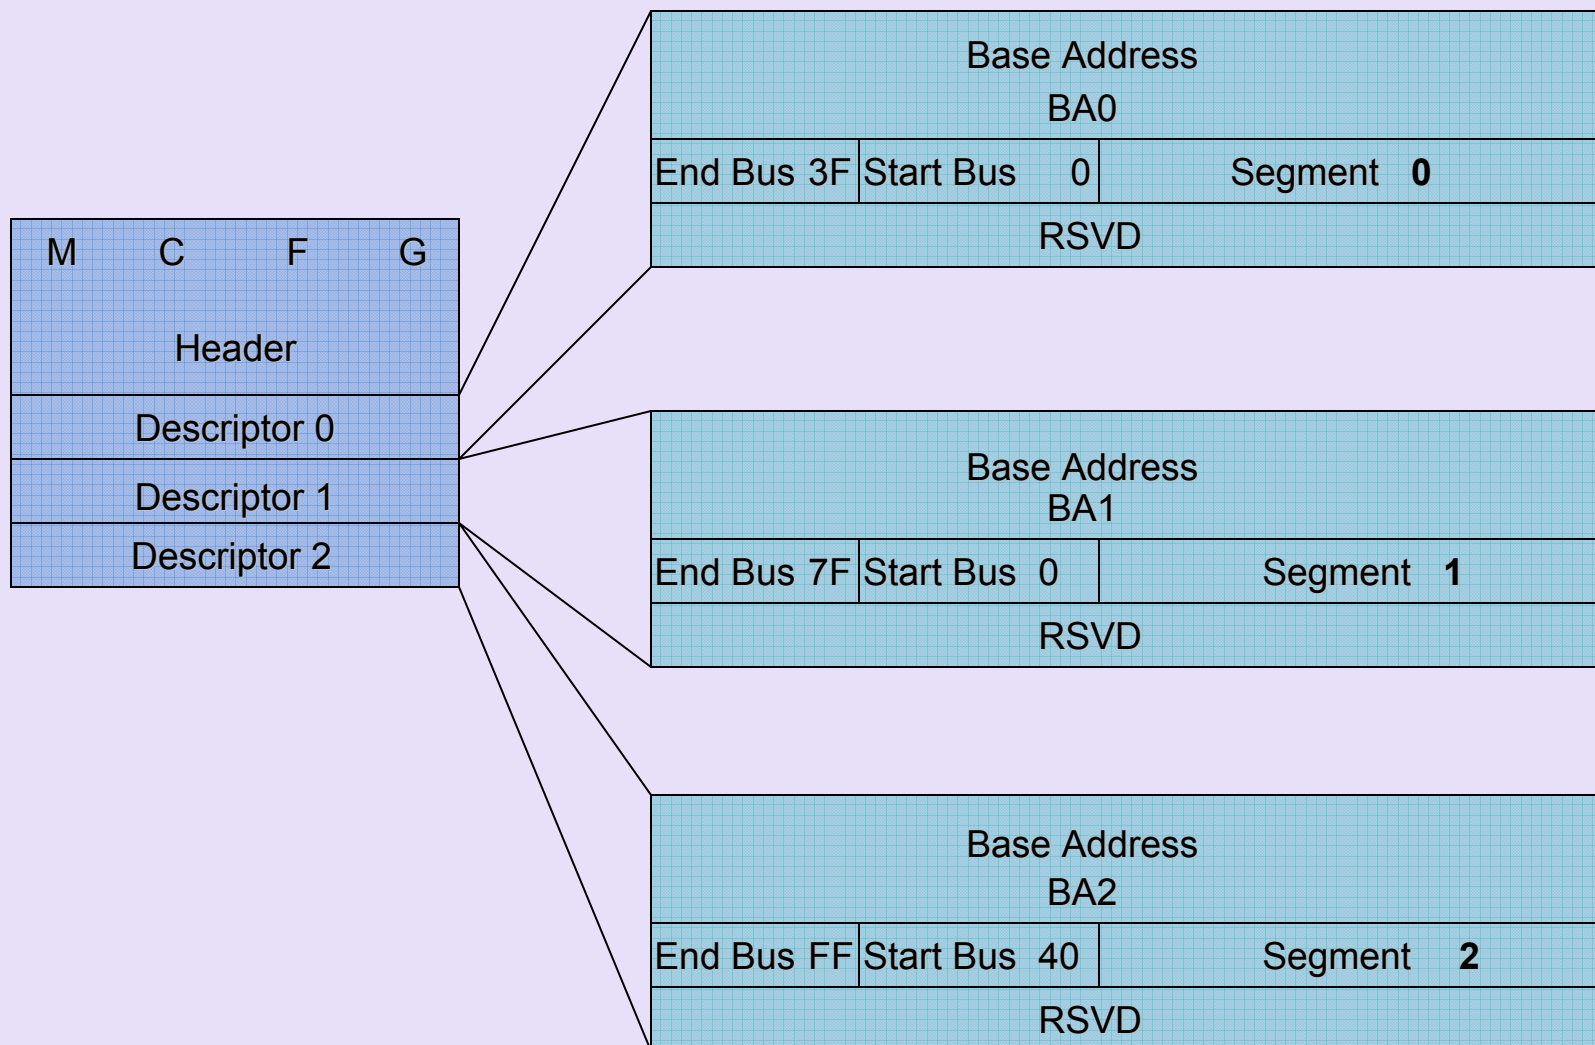 M C F G
Header
Descriptor 0
Descriptor 1
Descriptor 2
Base Address
BA0
End Bus 3F Start Bus 0 Segment 0
RSVD
Base Address
BA1
End Bus 7F Start Bus 0 Segment 1
RSVD
Base Address
BA2
End Bus FF Start Bus 40 Segment 2
RSVD